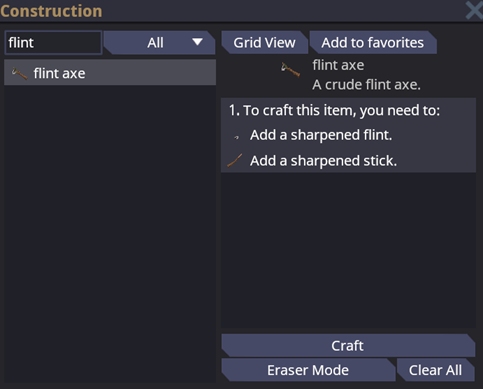 Construction
flint
All
Grid View
Add to favorites
flint axe
flint axe
A crude flint axe.
1. To craft this item, you need to:
Add a sharpened flint.
Add a sharpened stick.
Craft
Eraser Mode
Clear All